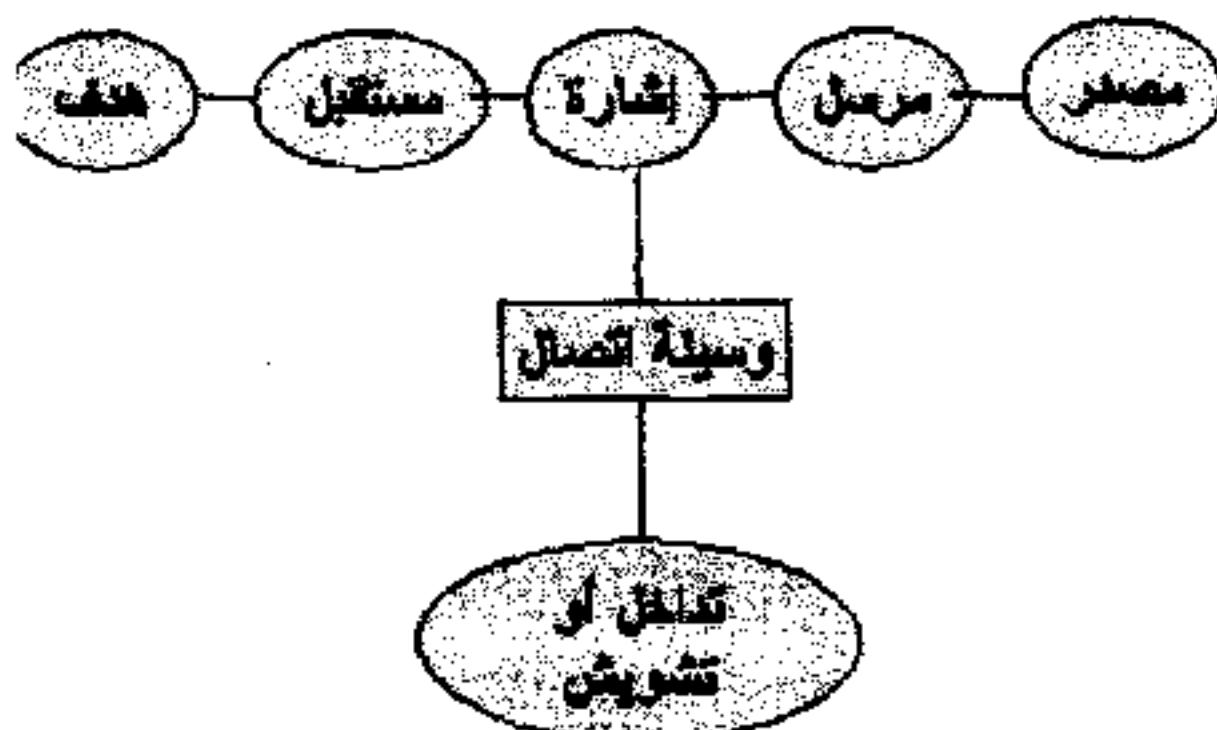 مصدر
مرسل
إشارة
مستقبل
هدف
وسيلة اتصال
تداخل أو
تشويش